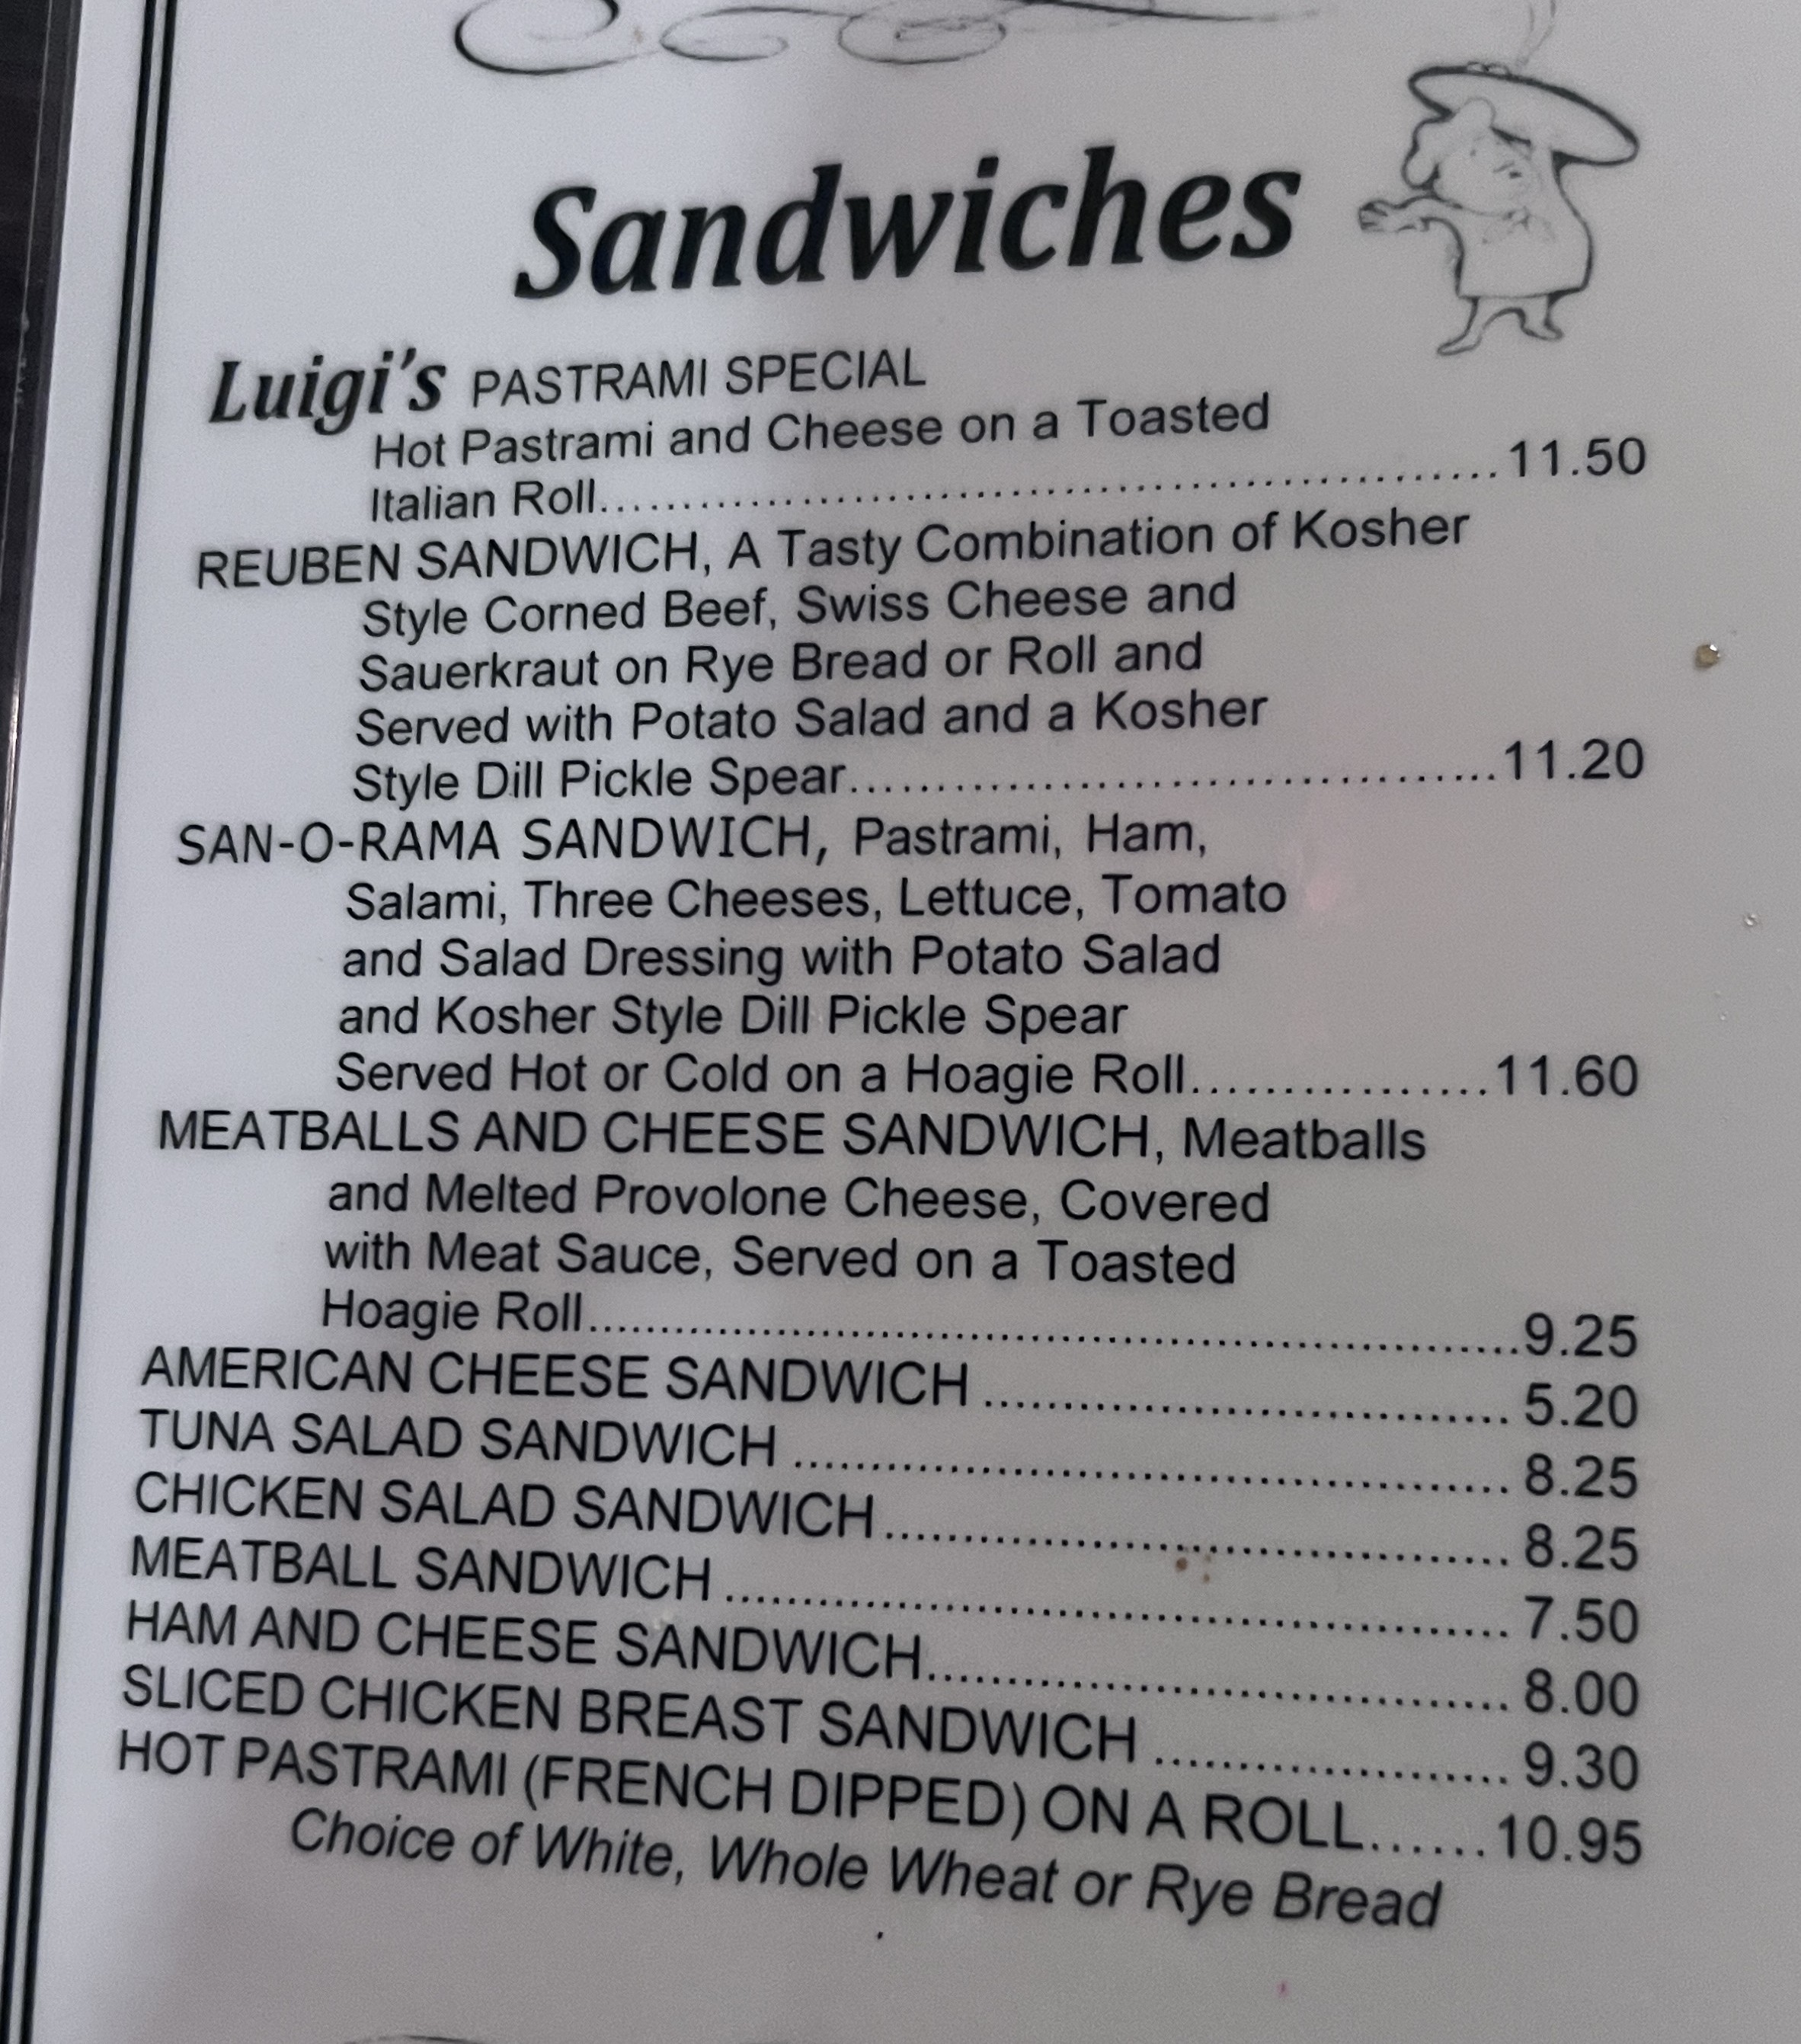 Sandwiches
Luigi's PASTRAMI SPECIAL
Hot Pastrami and Cheese on a Toasted
Italian Roll..........................................................11.50
REUBEN SANDWICH, A Tasty Combination of Kosher
Style Corned Beef, Swiss Cheese and
Sauerkraut on Rye Bread or Roll and
Served with Potato Salad and a Kosher
Style Dill Pickle Spear.....................................11.20
SAN-O-RAMA SANDWICH, Pastrami, Ham,
Salami, Three Cheeses, Lettuce, Tomato
and Salad Dressing with Potato Salad
and Kosher Style Dill Pickle Spear
Served Hot or Cold on a Hoagie Roll.................11.60
MEATBALLS AND CHEESE SANDWICH, Meatballs
and Melted Provolone Cheese, Covered
with Meat Sauce, Served on a Toasted
Hoagie Roll..........................................................9.25
AMERICAN CHEESE SANDWICH .................................. 5.20
TUNA SALAD SANDWICH .............................................. 8.25
CHICKEN SALAD SANDWICH........................................ 8.25
MEATBALL SANDWICH .................................................. 7.50
HAM AND CHEESE SANDWICH..................................... 8.00
SLICED CHICKEN BREAST SANDWICH ....................... 9.30
HOT PASTRAMI (FRENCH DIPPED) ON A ROLL.......10.95
Choice of White, Whole Wheat or Rye Bread